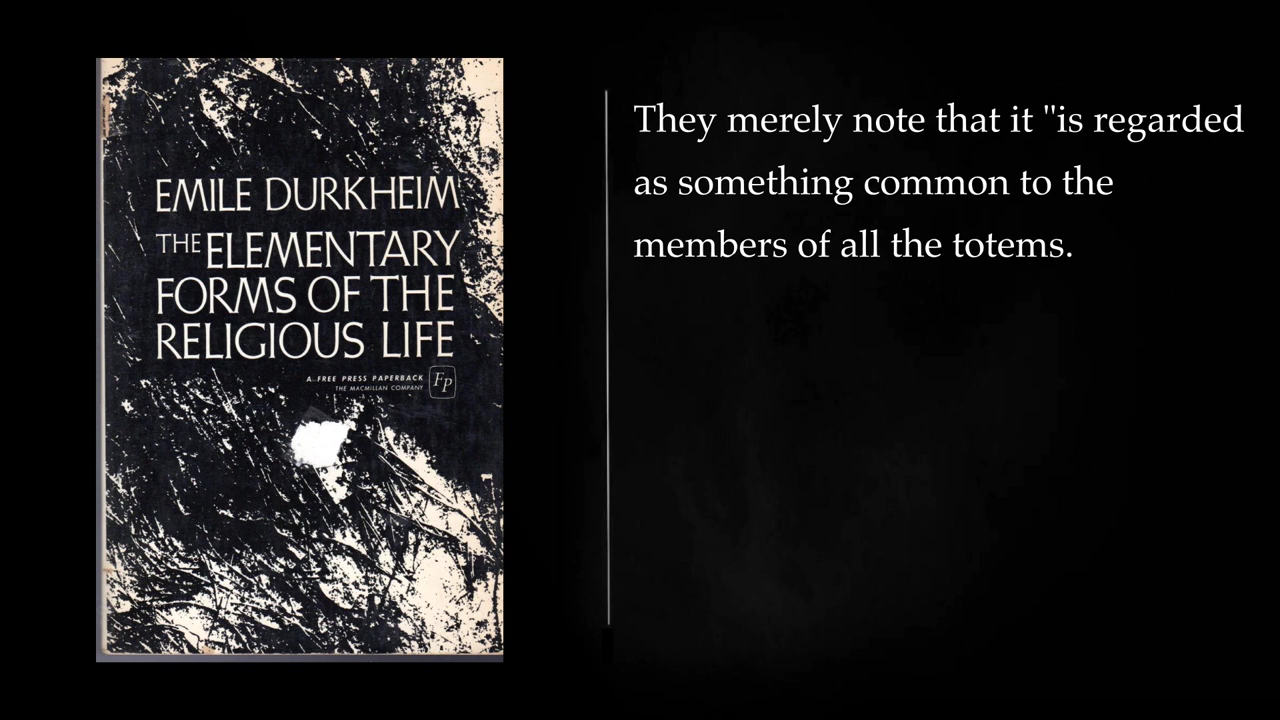 EMILE DURKHEIM
THE ELEMENTARY
FORMS OF THE
RELIGIOUS LIFE
A FREE PRESS PAPERBACK
THE MACMILLAN COMPANY
Fp
They merely note that it "is regarded
as something common to the
members of all the totems.